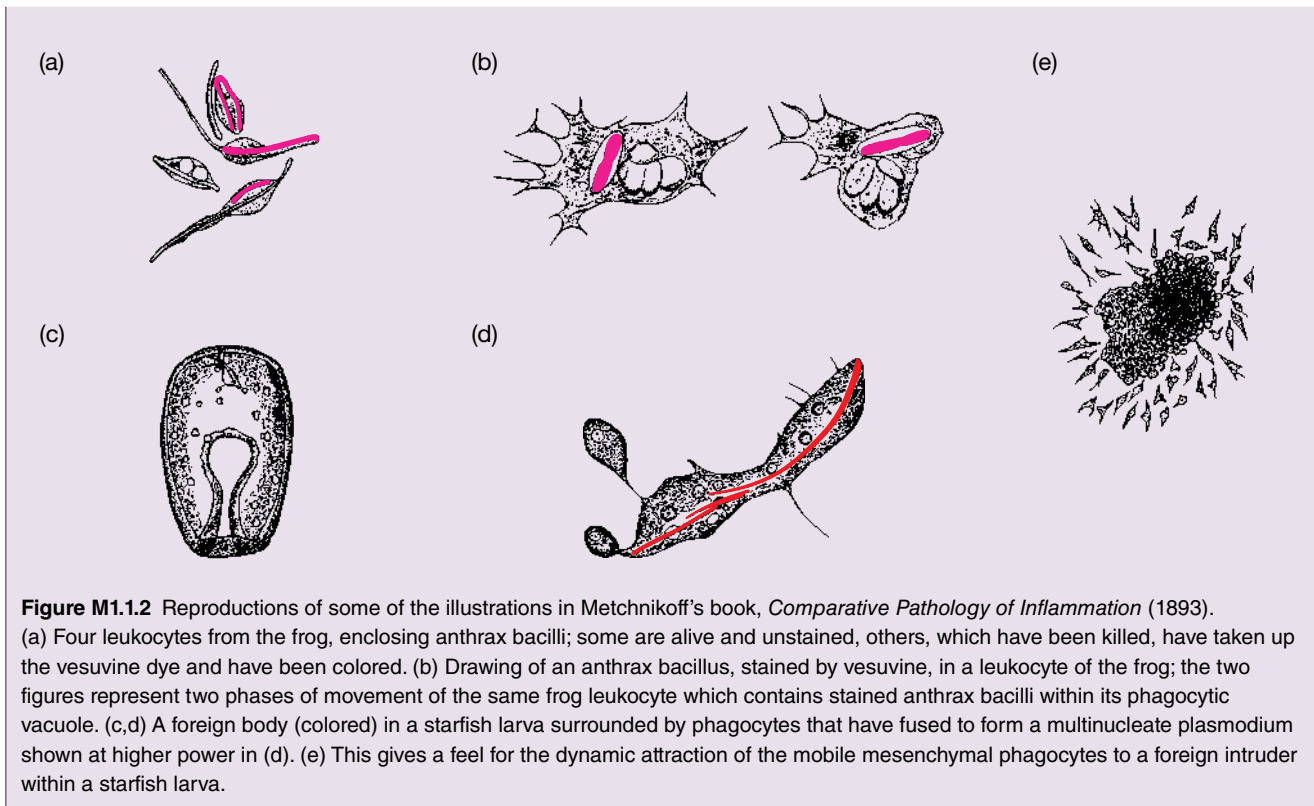 (a)
(b)
(e)
(c)
(d)
Figure M1.1.2 Reproductions of some of the illustrations in Metchnikoff’s book, Comparative Pathology of Inflammation (1893).
(a) Four leukocytes from the frog, enclosing anthrax bacilli; some are alive and unstained, others, which have been killed, have taken up
the vesuvine dye and have been colored. (b) Drawing of an anthrax bacillus, stained by vesuvine, in a leukocyte of the frog; the two
figures represent two phases of movement of the same frog leukocyte which contains stained anthrax bacilli within its phagocytic
vacuole. (c,d) A foreign body (colored) in a starfish larva surrounded by phagocytes that have fused to form a multinucleate plasmodium
shown at higher power in (d). (e) This gives a feel for the dynamic attraction of the mobile mesenchymal phagocytes to a foreign intruder
within a starfish larva.